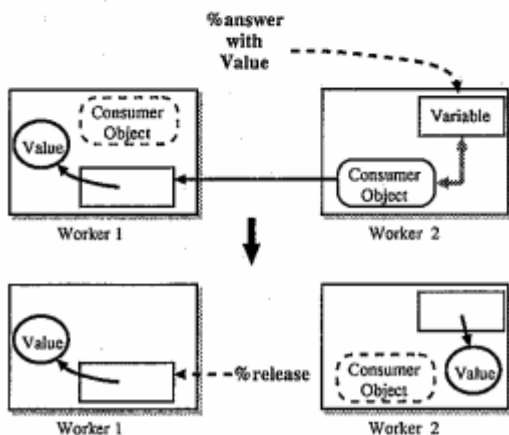 %answer
with
Value
Consumer
Object
Value
Worker 1
Variable
Consumer
Object
Worker 2
Value
%release
Worker 1
Consumer
Object
Value
Worker 2